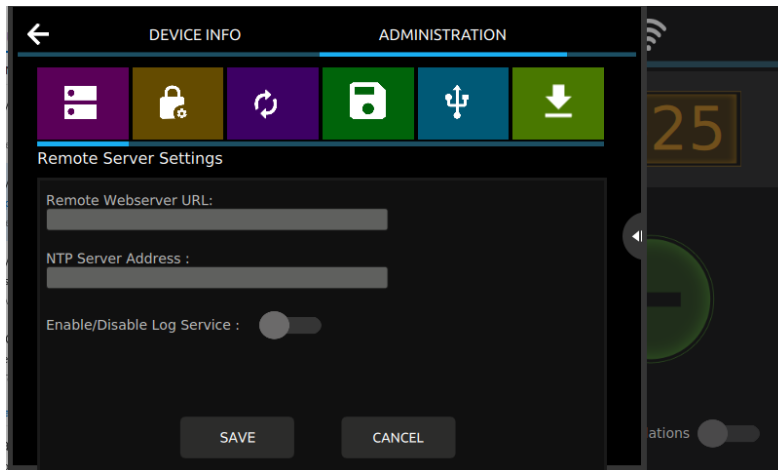 DEVICE INFO
ADMINISTRATION
Remote Server Settings
Remote Webserver URL:
NTP Server Address :
Enable/Disable Log Service :
SAVE
CANCEL
25
ations